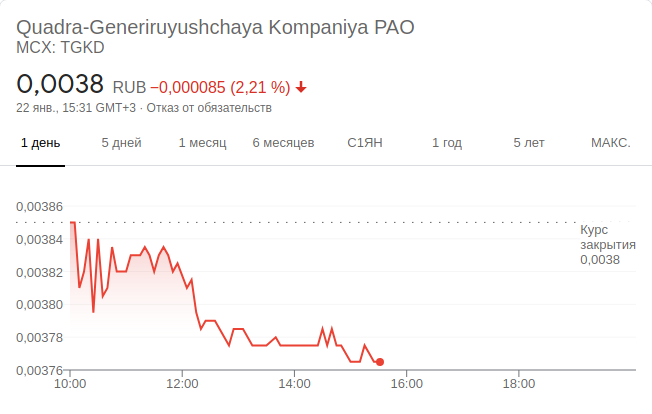 Quadra-Generiruyushchaya Kompaniya PAO
MCX: TGKD
0,0038 RUB −0,000085 (2,21 %)
22 янв., 15:31 GMT+3 · Отказ от обязательств
1 день 5 дней 1 месяц 6 месяцев С1ЯН 1 год 5 лет МАКС.
0,00386
0,00384
0,00382
0,00380
0,00378
0,00376
Курс
закрытия
0,0038
10:00 12:00 14:00 16:00 18:00